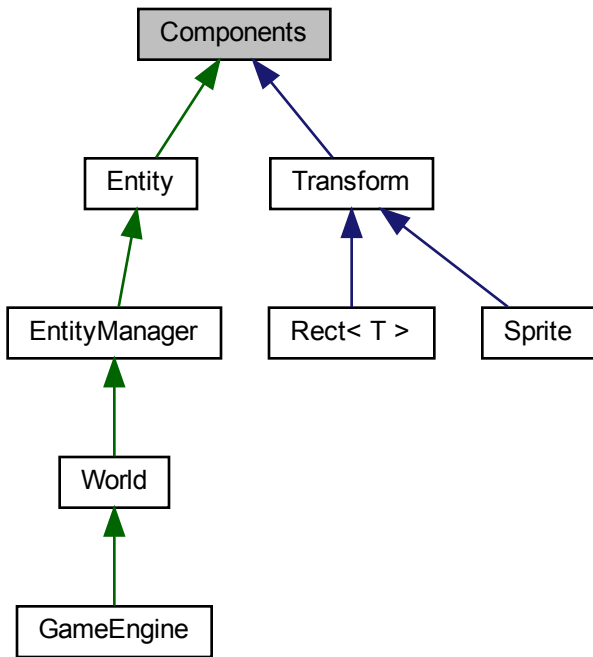 Components
Entity
Transform
EntityManager
Rect< T >
Sprite
World
GameEngine